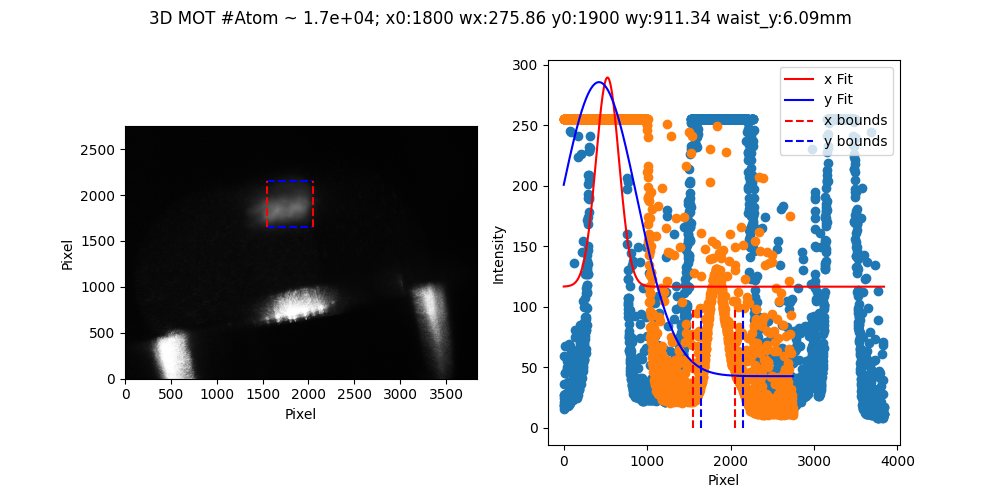 3D MOT #Atom ~ 1.7e+04; x0:1800 wx:275.86 y0:1900 wy:911.34 waist_y:6.09mm
2500
2000
1500
1000
500
0
Pixel
0 500 1000 1500 2000 2500 3000 3500
Pixel
300
250
200
150
100
50
0
Intensity
x Fit
y Fit
x bounds
y bounds
0 1000 2000 3000 4000
Pixel